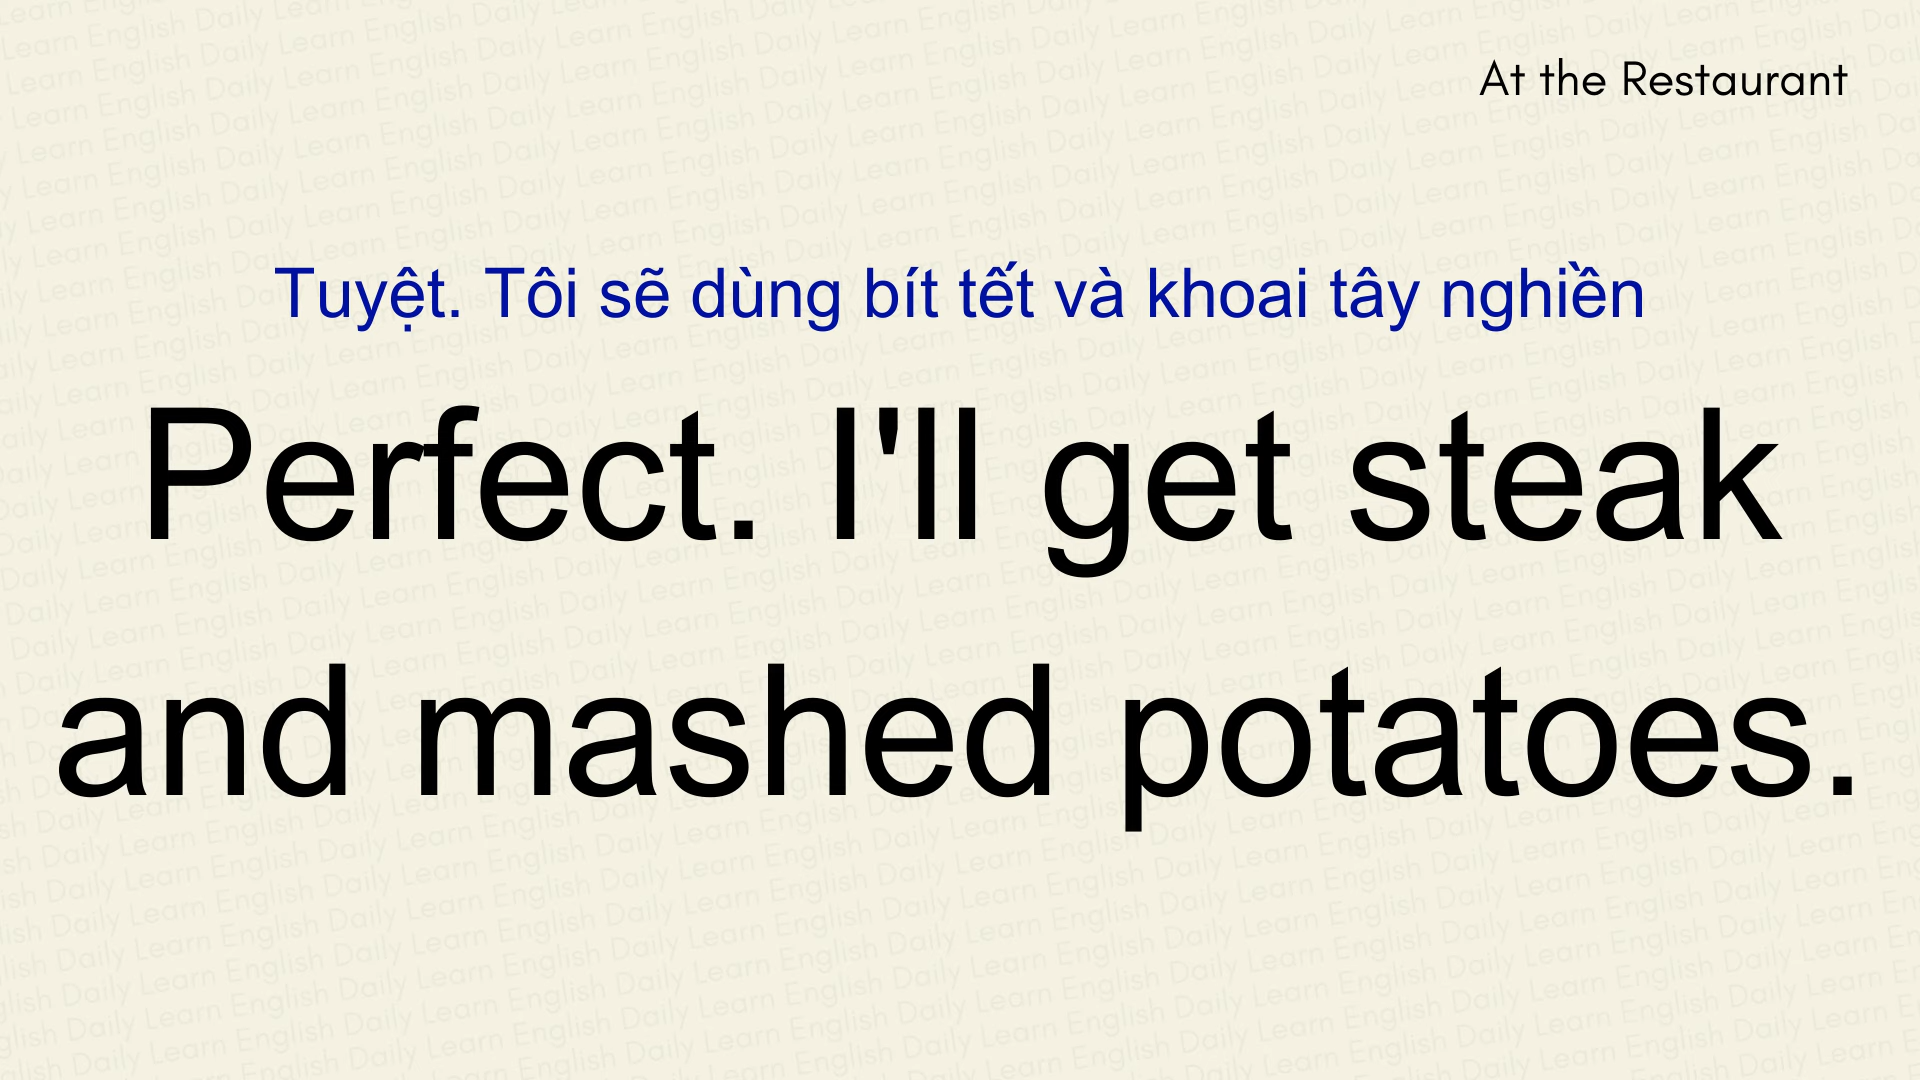 At the Restaurant
Tuyệt. Tôi sẽ dùng bít tết và khoai tây nghiền
Perfect. I'll get steak
and mashed potatoes.